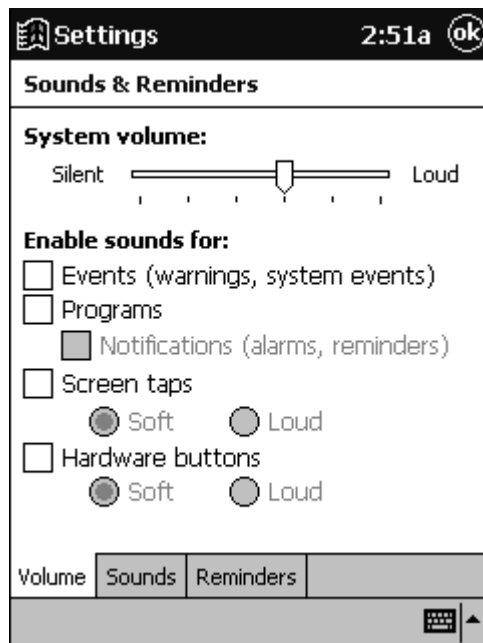 Settings 2:51a ok
Sounds & Reminders
System volume:
Silent Loud
Enable sounds for:
Events (warnings, system events)
Programs
Notifications (alarms, reminders)
Screen taps
Soft Loud
Hardware buttons
Soft Loud
Volume Sounds Reminders